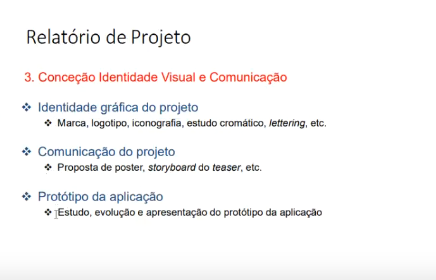 Relatório de Projeto
3. Conceção Identidade Visual e Comunicação
❖ Identidade gráfica do projeto
❖ Marca, logotipo, iconografia, estudo cromático, lettering, etc.
❖ Comunicação do projeto
❖ Proposta de poster, storyboard do teaser, etc.
❖ Protótipo da aplicação
❖ Estudo, evolução e apresentação do protótipo da aplicação